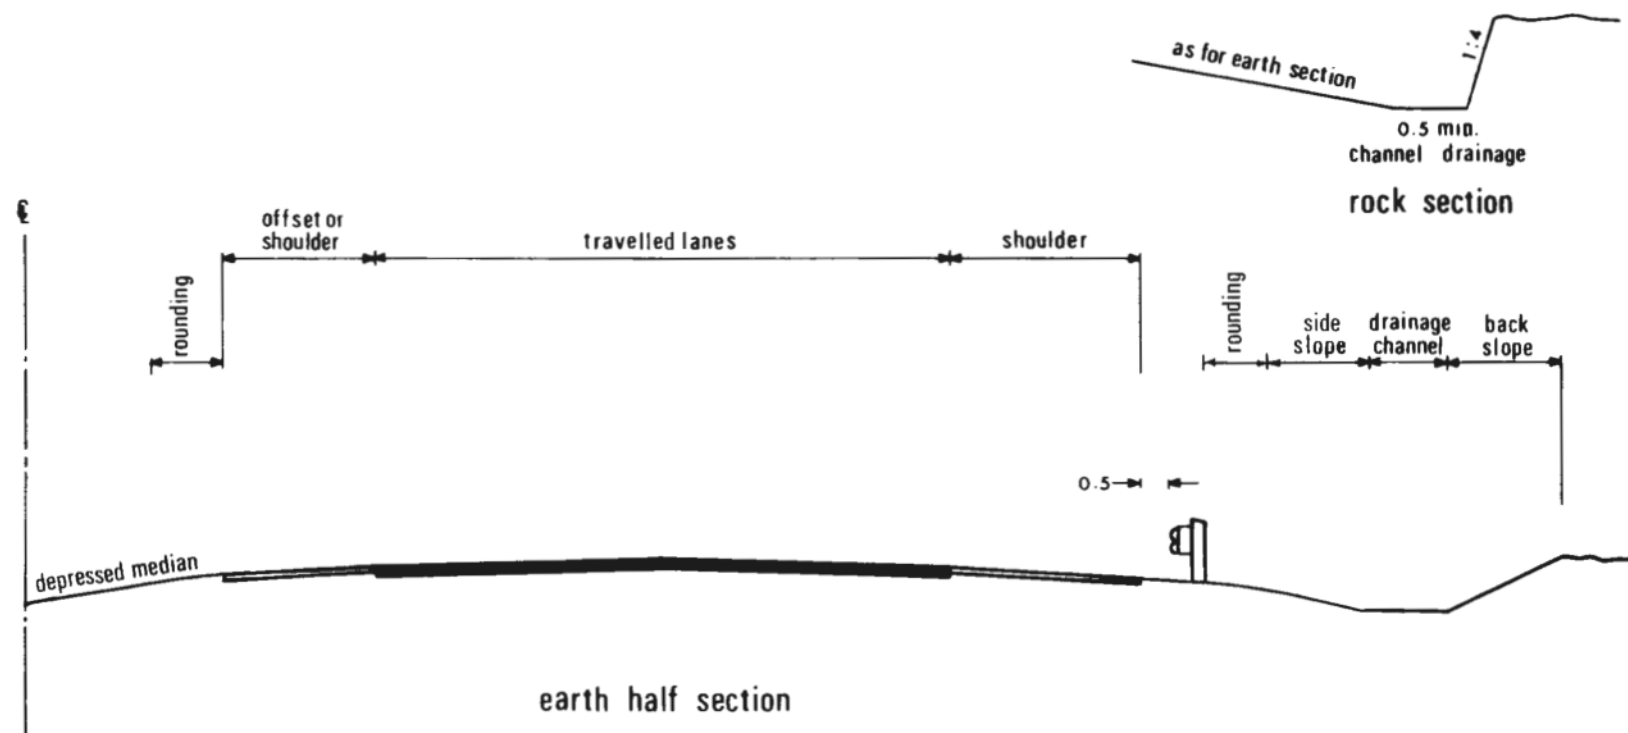 as for earth section
1:4
0.5 min.
channel drainage
rock section
℄
offset or
shoulder
travelled lanes
shoulder
rounding
rounding
side
slope
drainage
channel
back
slope
0.5
depressed median
earth half section